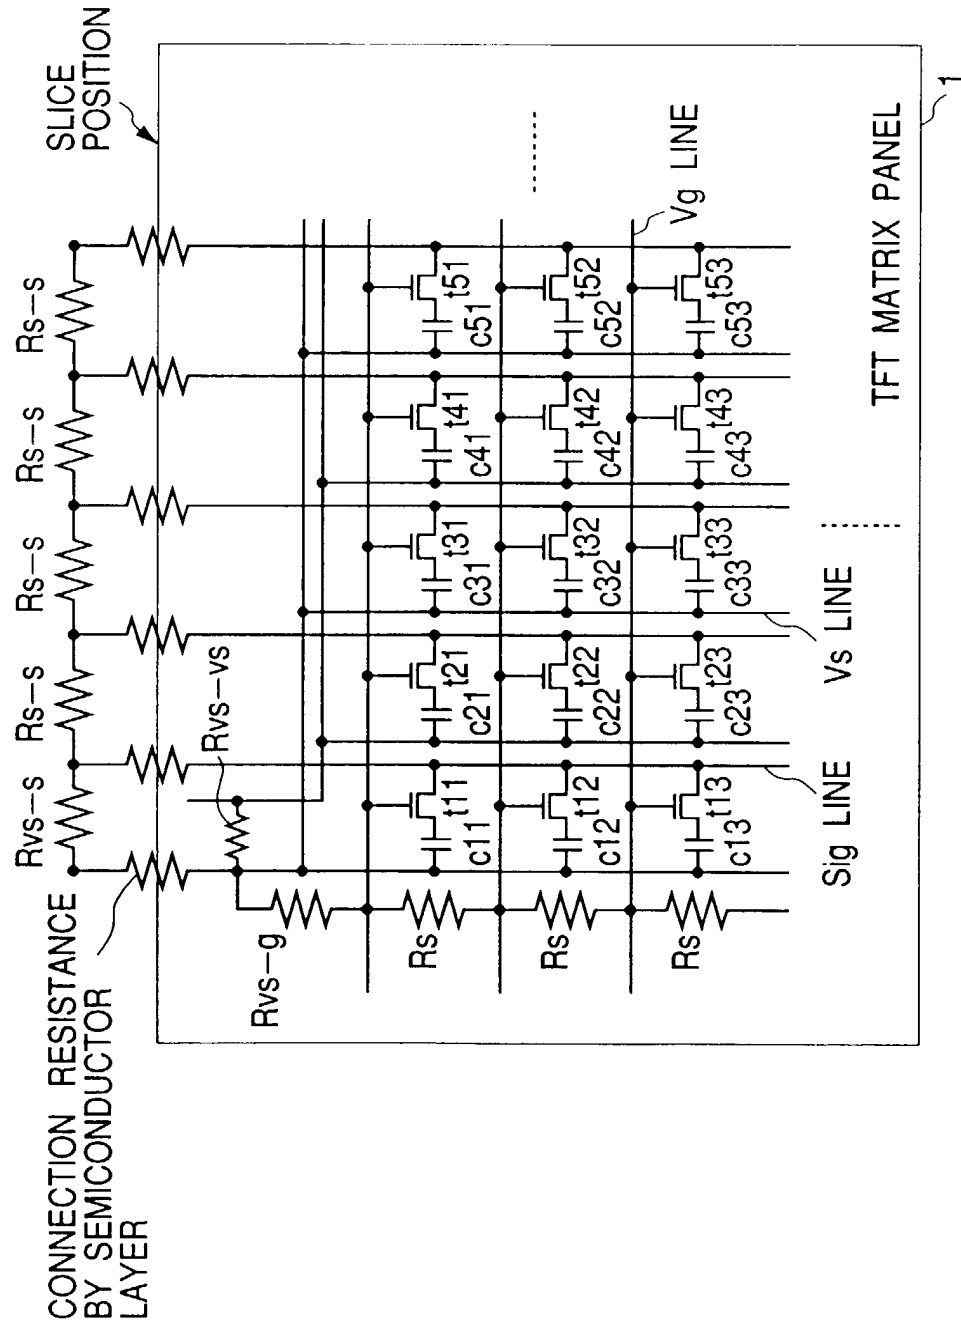 CONNECTION RESISTANCE
BY SEMICONDUCTOR
LAYER
SLICE
POSITION
Rvs-s
Rs-s
Rs-s
Rs-s
Rs-s
Rvs-vs
Rvs-g
Rs
Rs
Rs
t11
c11
t21
c21
t31
c31
t41
c41
t51
c51
t12
c12
t22
c22
t32
c32
t42
c42
t52
c52
t13
c13
t23
c23
t33
c33
t43
c43
t53
c53
Vg LINE
Sig LINE
Vs LINE
TFT MATRIX PANEL
1